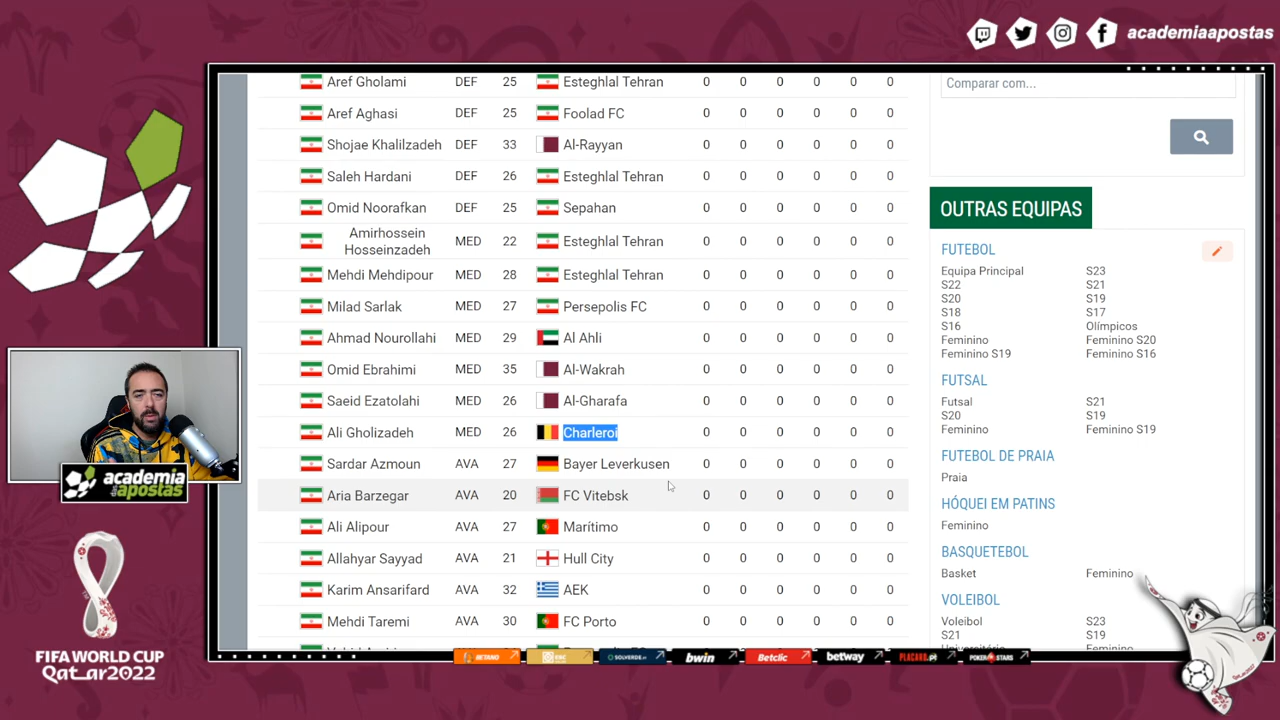 academiaapostas
Aref Gholami DEF 25 Esteghlal Tehran 0 0 0 0 0 0
Aref Aghasi DEF 25 Foolad FC 0 0 0 0 0 0
Shojae Khalilzadeh DEF 33 Al-Rayyan 0 0 0 0 0 0
Saleh Hardani DEF 26 Esteghlal Tehran 0 0 0 0 0 0
Omid Noorafkan DEF 25 Sepahan 0 0 0 0 0 0
Amirhossein
Hosseinzadeh MED 22 Esteghlal Tehran 0 0 0 0 0 0
Mehdi Mehdipour MED 28 Esteghlal Tehran 0 0 0 0 0 0
Milad Sarlak MED 27 Persepolis FC 0 0 0 0 0 0
Ahmad Nourollahi MED 29 Al Ahli 0 0 0 0 0 0
Omid Ebrahimi MED 35 Al-Wakrah 0 0 0 0 0 0
Saeid Ezatolahi MED 26 Al-Gharafa 0 0 0 0 0 0
Ali Gholizadeh MED 26 Charleroi 0 0 0 0 0 0
Sardar Azmoun AVA 27 Bayer Leverkusen 0 0 0 0 0 0
Aria Barzegar AVA 20 FC Vitebsk 0 0 0 0 0 0
Ali Alipour AVA 27 Marítimo 0 0 0 0 0 0
Allahyar Sayyad AVA 21 Hull City 0 0 0 0 0 0
Karim Ansarifard AVA 32 AEK 0 0 0 0 0 0
Mehdi Taremi AVA 30 FC Porto 0 0 0 0 0 0
Comparar com...
OUTRAS EQUIPAS
FUTEBOL
Equipa Principal S23
S22 S21
S20 S19
S18 S17
S16 Olímpicos
Feminino Feminino S20
Feminino S19 Feminino S16
FUTSAL
Futsal S21
S20 S19
Feminino Feminino S19
FUTEBOL DE PRAIA
Praia
HÓQUEI EM PATINS
Feminino
BASQUETEBOL
Basket Feminino
VOLEIBOL
Voleibol S23
S21 S19
academia
das apostas
FIFA WORLD CUP
Qatar2022
BETANO
SOLVERDE.pt
bwin
Betclic
betway
PLACARD.pt
POKERSTARS